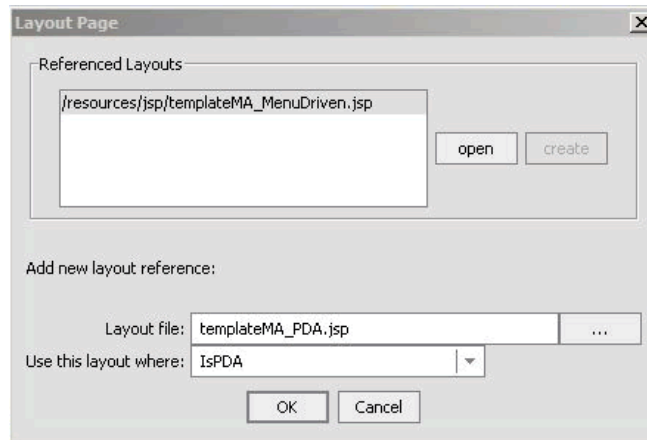 Layout Page
Referenced Layouts
/resources/jsp/templateMA_MenuDriven.jsp
open create
Add new layout reference:
Layout file: templateMA_PDA.jsp ...
Use this layout where: IsPDA
OK Cancel